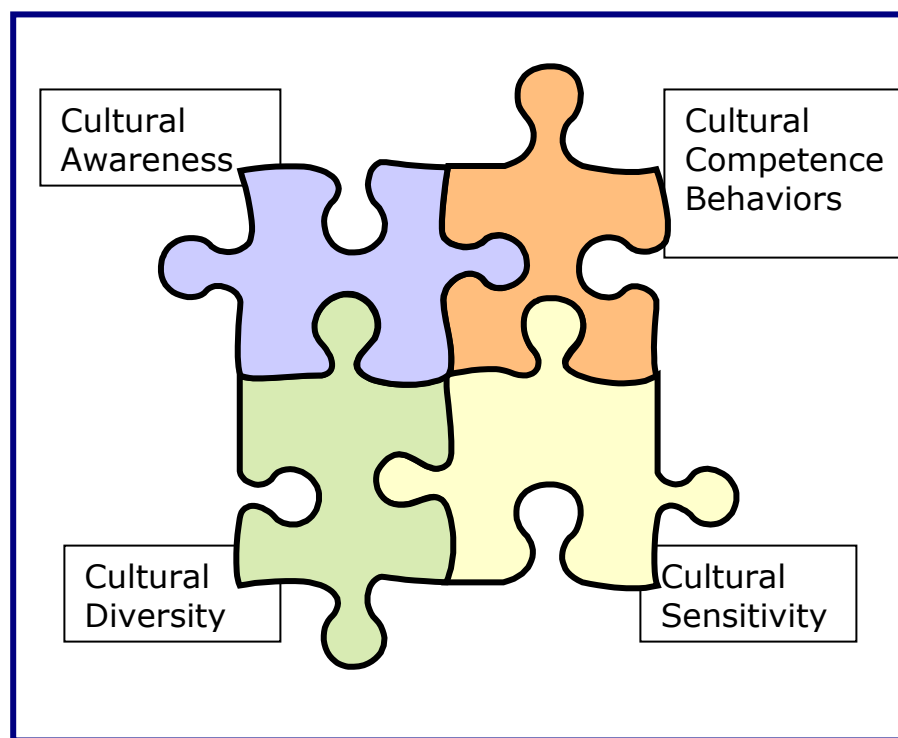 Cultural
Awareness
Cultural
Competence
Behaviors
Cultural
Diversity
Cultural
Sensitivity